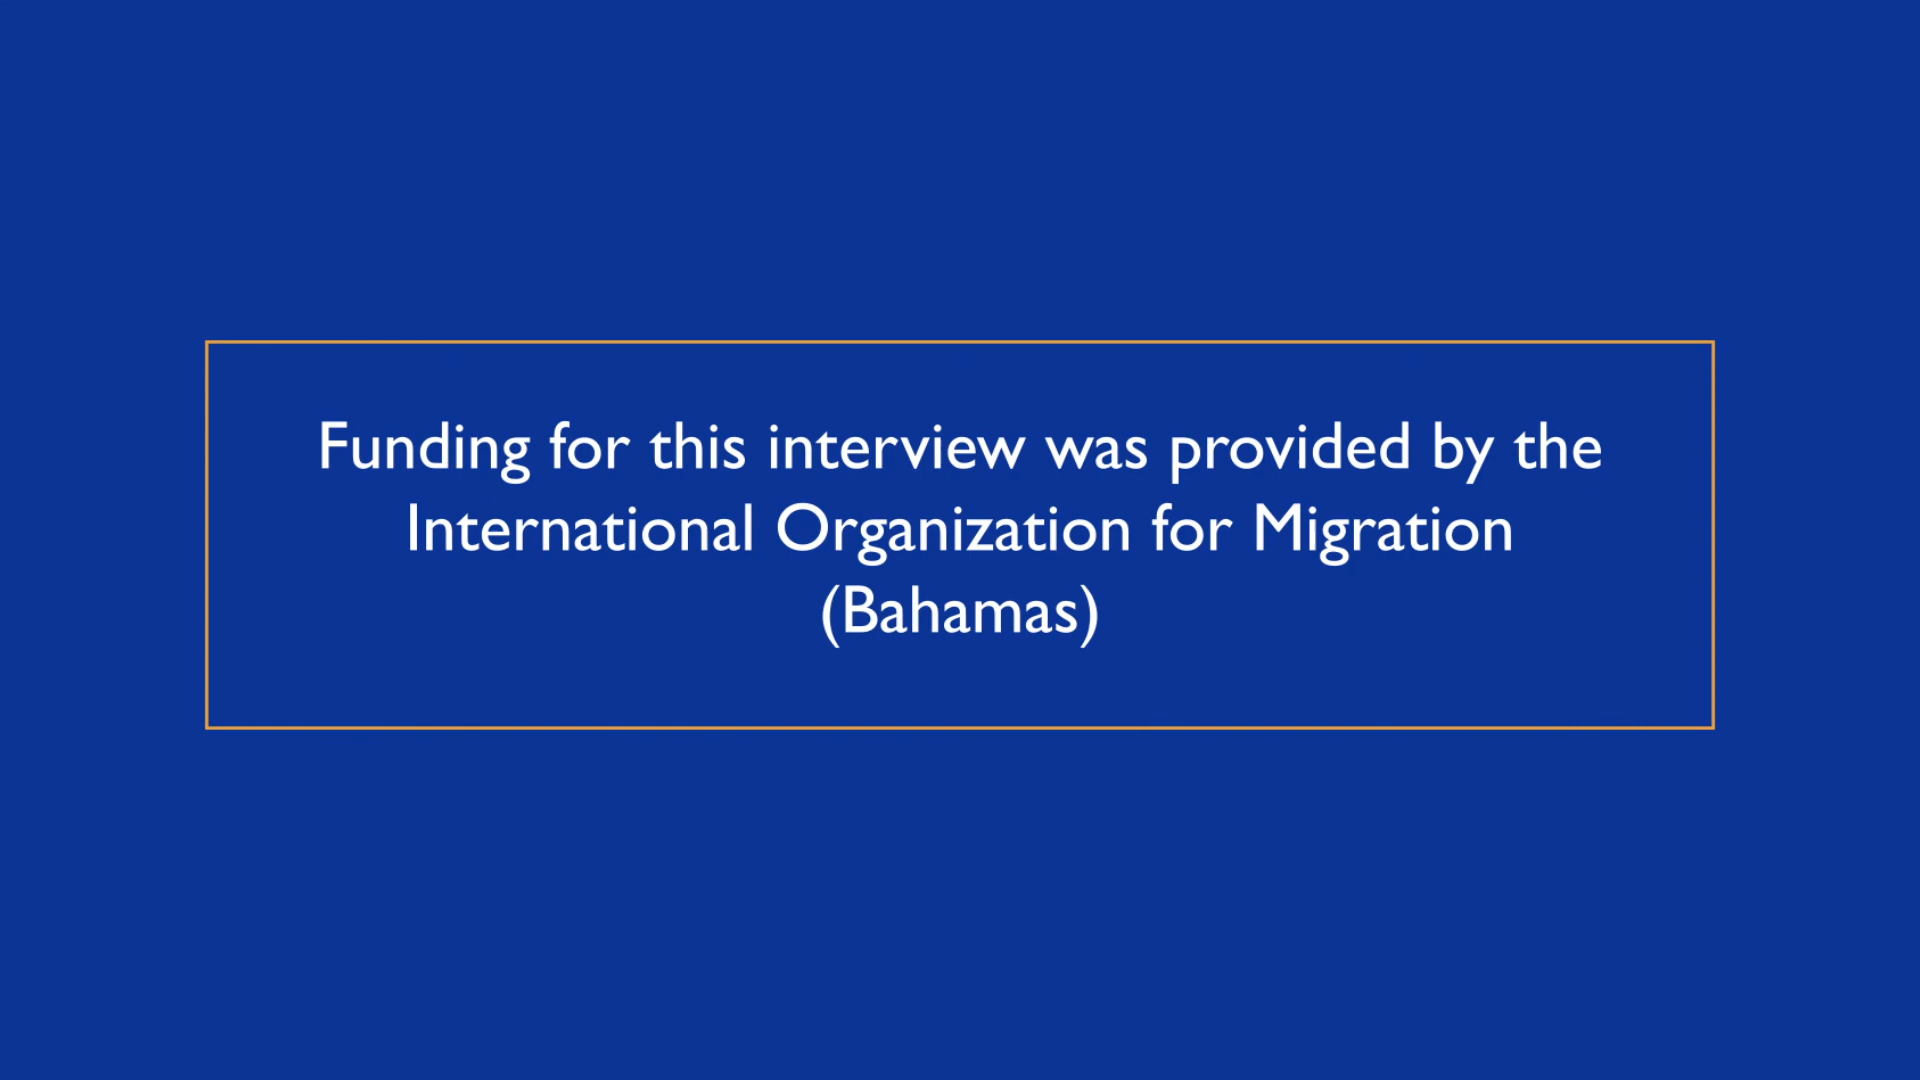 Funding for this interview was provided by the
International Organization for Migration
(Bahamas)